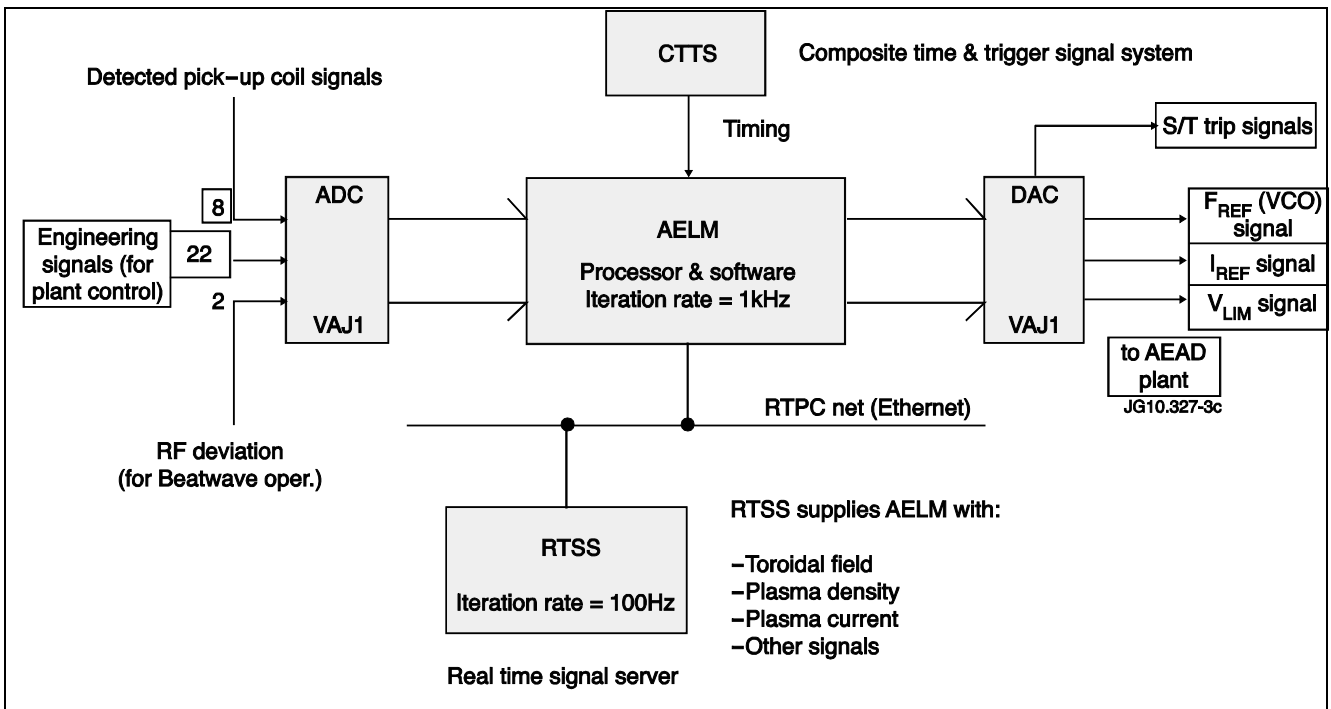 CTTS
Composite time & trigger signal system
Detected pick−up coil signals
Timing
S/T trip signals
8
ADC
AELM
DAC
F_REF (VCO)
signal
Engineering
signals (for
plant control)
22
Processor & software
Iteration rate = 1kHz
I_REF signal
2
VAJ1
VAJ1
V_LIM signal
to AEAD
plant
JG10.327-3c
RTPC net (Ethernet)
RF deviation
(for Beatwave oper.)
RTSS
Iteration rate = 100Hz
Real time signal server
RTSS supplies AELM with:
−Toroidal field
−Plasma density
−Plasma current
−Other signals